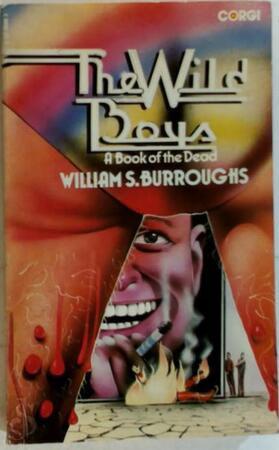 CORGI
The Wild
Boys
A Book of the Dead
WILLIAM S. BURROUGHS